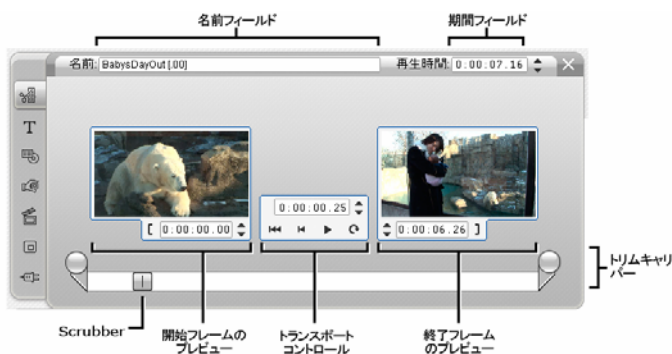 名前フィールド
期間フィールド
名前: BabysDayOut [.00]
再生時間: 0:00:07.16
T
0:00:00.25
[ 0:00:00.00
0:00:06.26 ]
トリムキャリ
バー
Scrubber
開始フレームの
プレビュー
トランスポート
コントロール
終了フレーム
のプレビュー